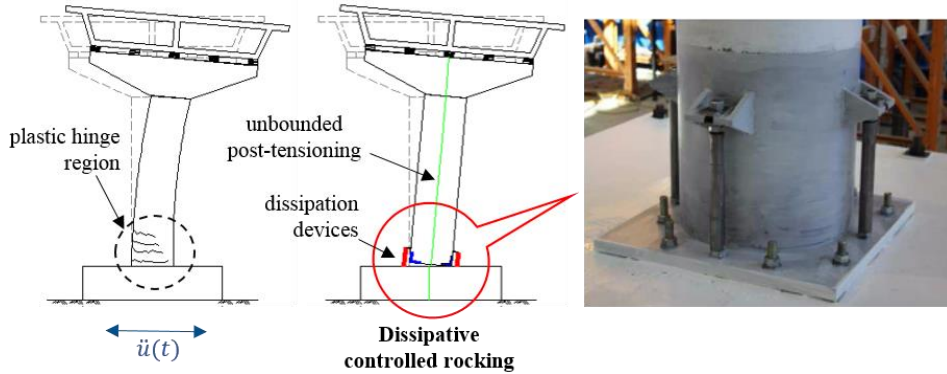 plastic hinge
region
ü(t)
unbounded
post-tensioning
dissipation
devices
Dissipative
controlled rocking